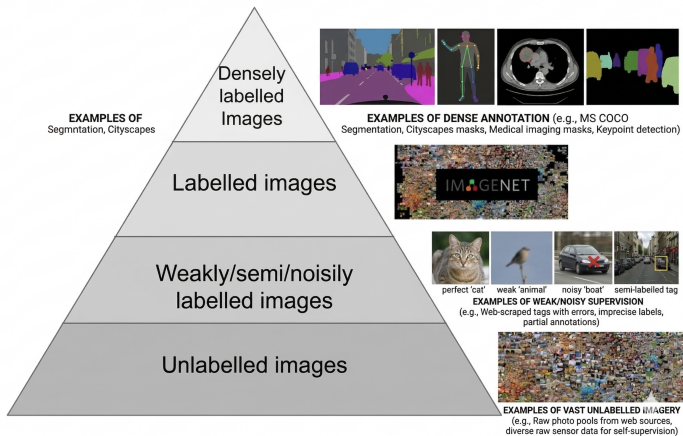 Densely
labelled
Images
EXAMPLES OF
Segmntation, Cityscapes
EXAMPLES OF DENSE ANNOTATION (e.g., MS COCO
Segmentation, Cityscapes masks, Medical imaging masks, Keypoint detection)
Labelled images
IMAGENET
Weakly/semi/noisily
labelled images
perfect 'cat'
weak 'animal'
noisy 'boat'
semi-labelled tag
EXAMPLES OF WEAK/NOISY SUPERVISION
(e.g., Web-scraped tags with errors, imprecise labels,
partial annotations)
Unlabelled images
EXAMPLES OF VAST UNLABELLED IMAGERY
(e.g., Raw photo pools from web sources,
diverse raw sensor data for self-supervision)